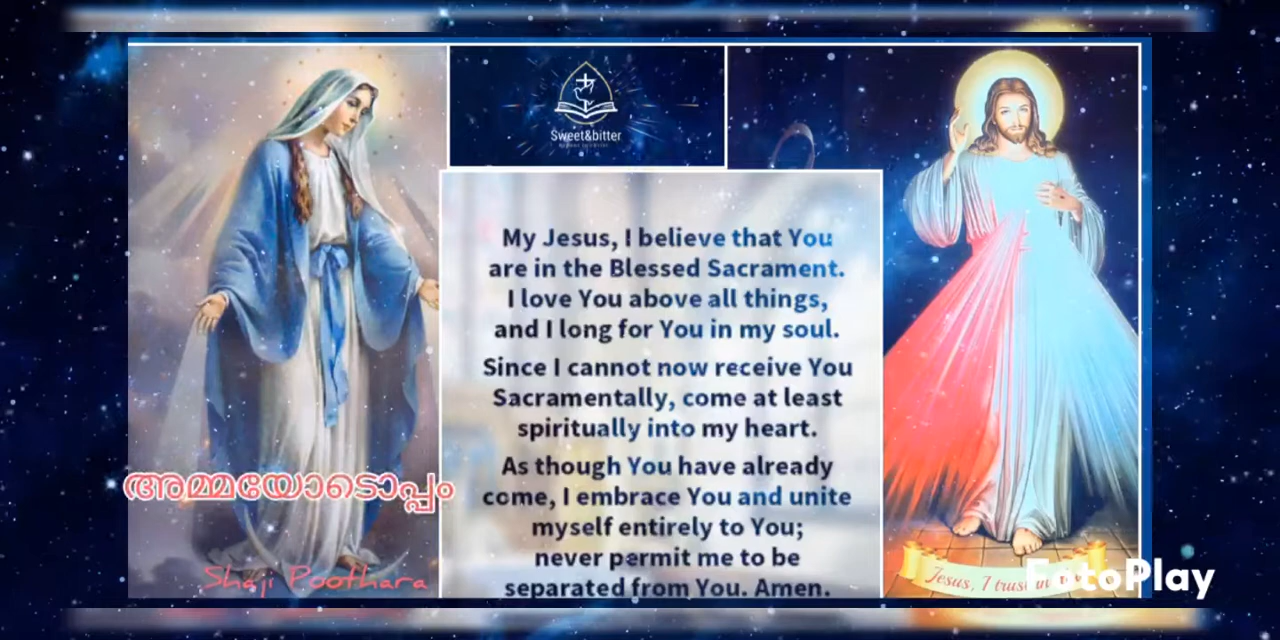 Sweet&bitter
My Jesus, I believe that You
are in the Blessed Sacrament.
I love You above all things,
and I long for You in my soul.
Since I cannot now receive You
Sacramentally, come at least
spiritually into my heart.
As though You have already
come, I embrace You and unite
myself entirely to You;
never permit me to be
separated from You. Amen.
അമ്മയോടൊപ്പം
Shaji Poothara
Jesus, I trust in
FotoPlay